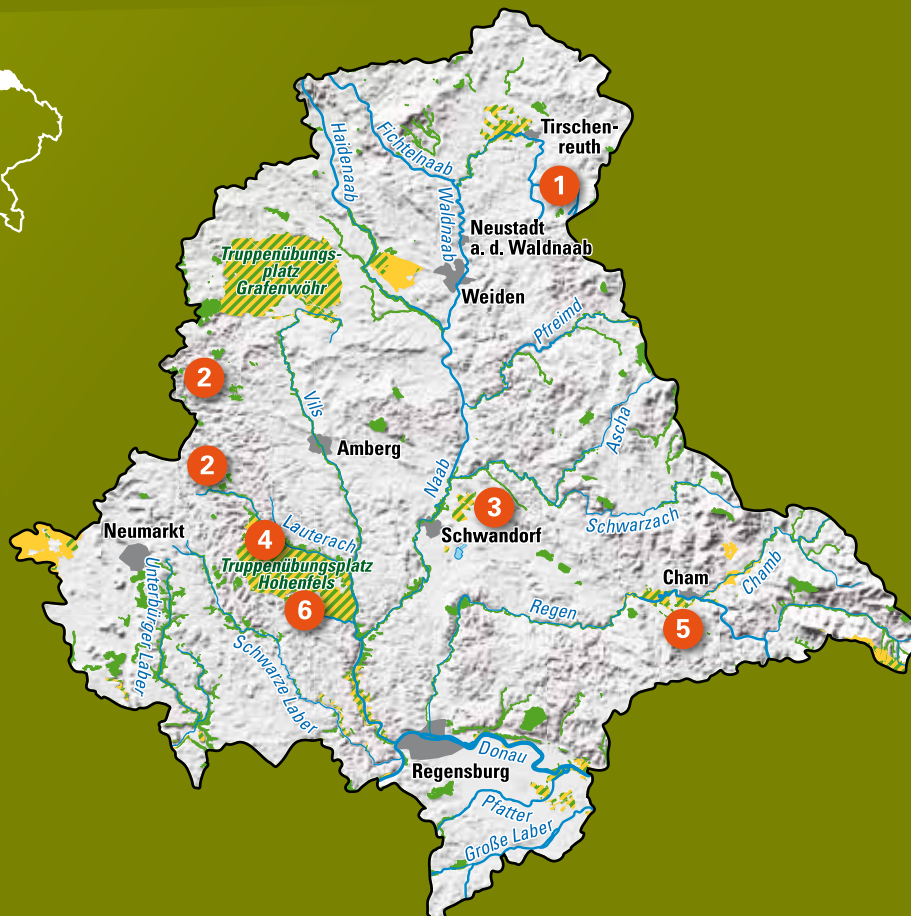 Tirschen-
reuth
Haidenaab
Fichtelnaab
1
Waldnaab
Neustadt
a. d. Waldnaab
Truppenübungs-
platz
Grafenwöhr
Weiden
Pfreimd
2
Vils
Ascha
Amberg
2
Naab
3
Schwandorf
Schwarzach
Neumarkt
4
Lauterach
Truppenübungsplatz
Hohenfels
Unterbürger Laber
Cham
Chamb
6
Regen
5
Schwarze Laber
Donau
Regensburg
Pfatter
Große Laber